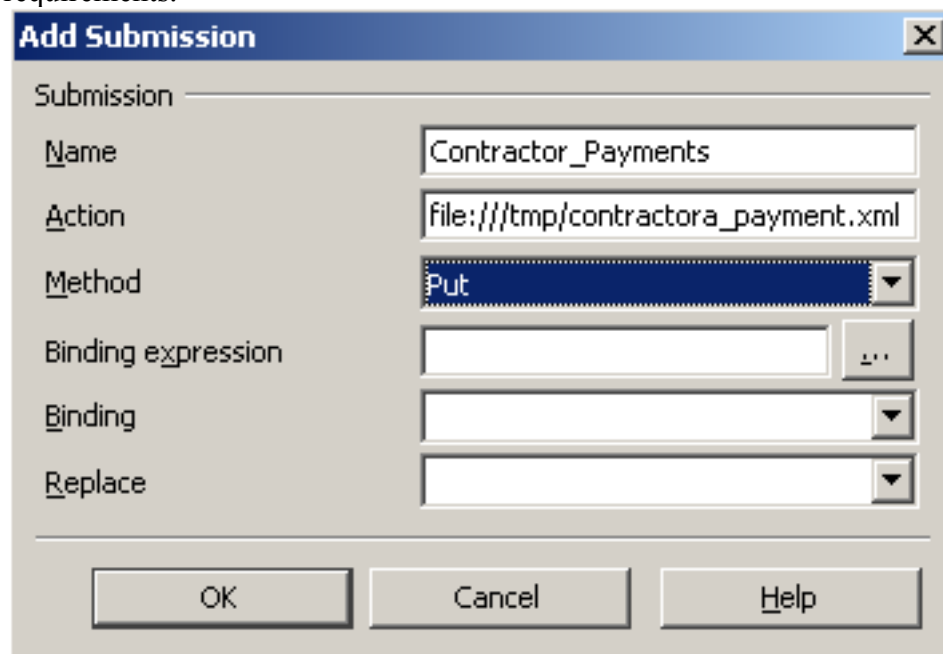 requirements.
Add Submission
Submission
Name Contractor_Payments
Action file:///tmp/contractora_payment.xml
Method Put
Binding expression ...
Binding
Replace
OK Cancel Help